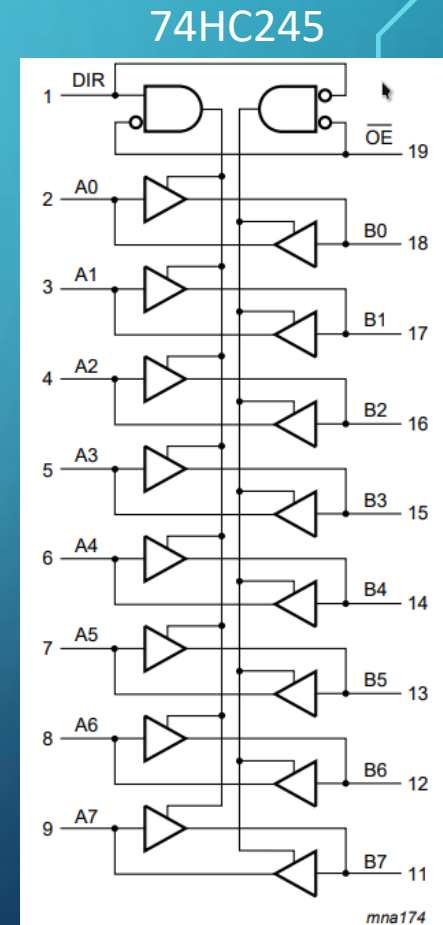 74HC245
1 DIR
OE 19
2 A0
B0 18
3 A1
B1 17
4 A2
B2 16
5 A3
B3 15
6 A4
B4 14
7 A5
B5 13
8 A6
B6 12
9 A7
B7 11
mna174